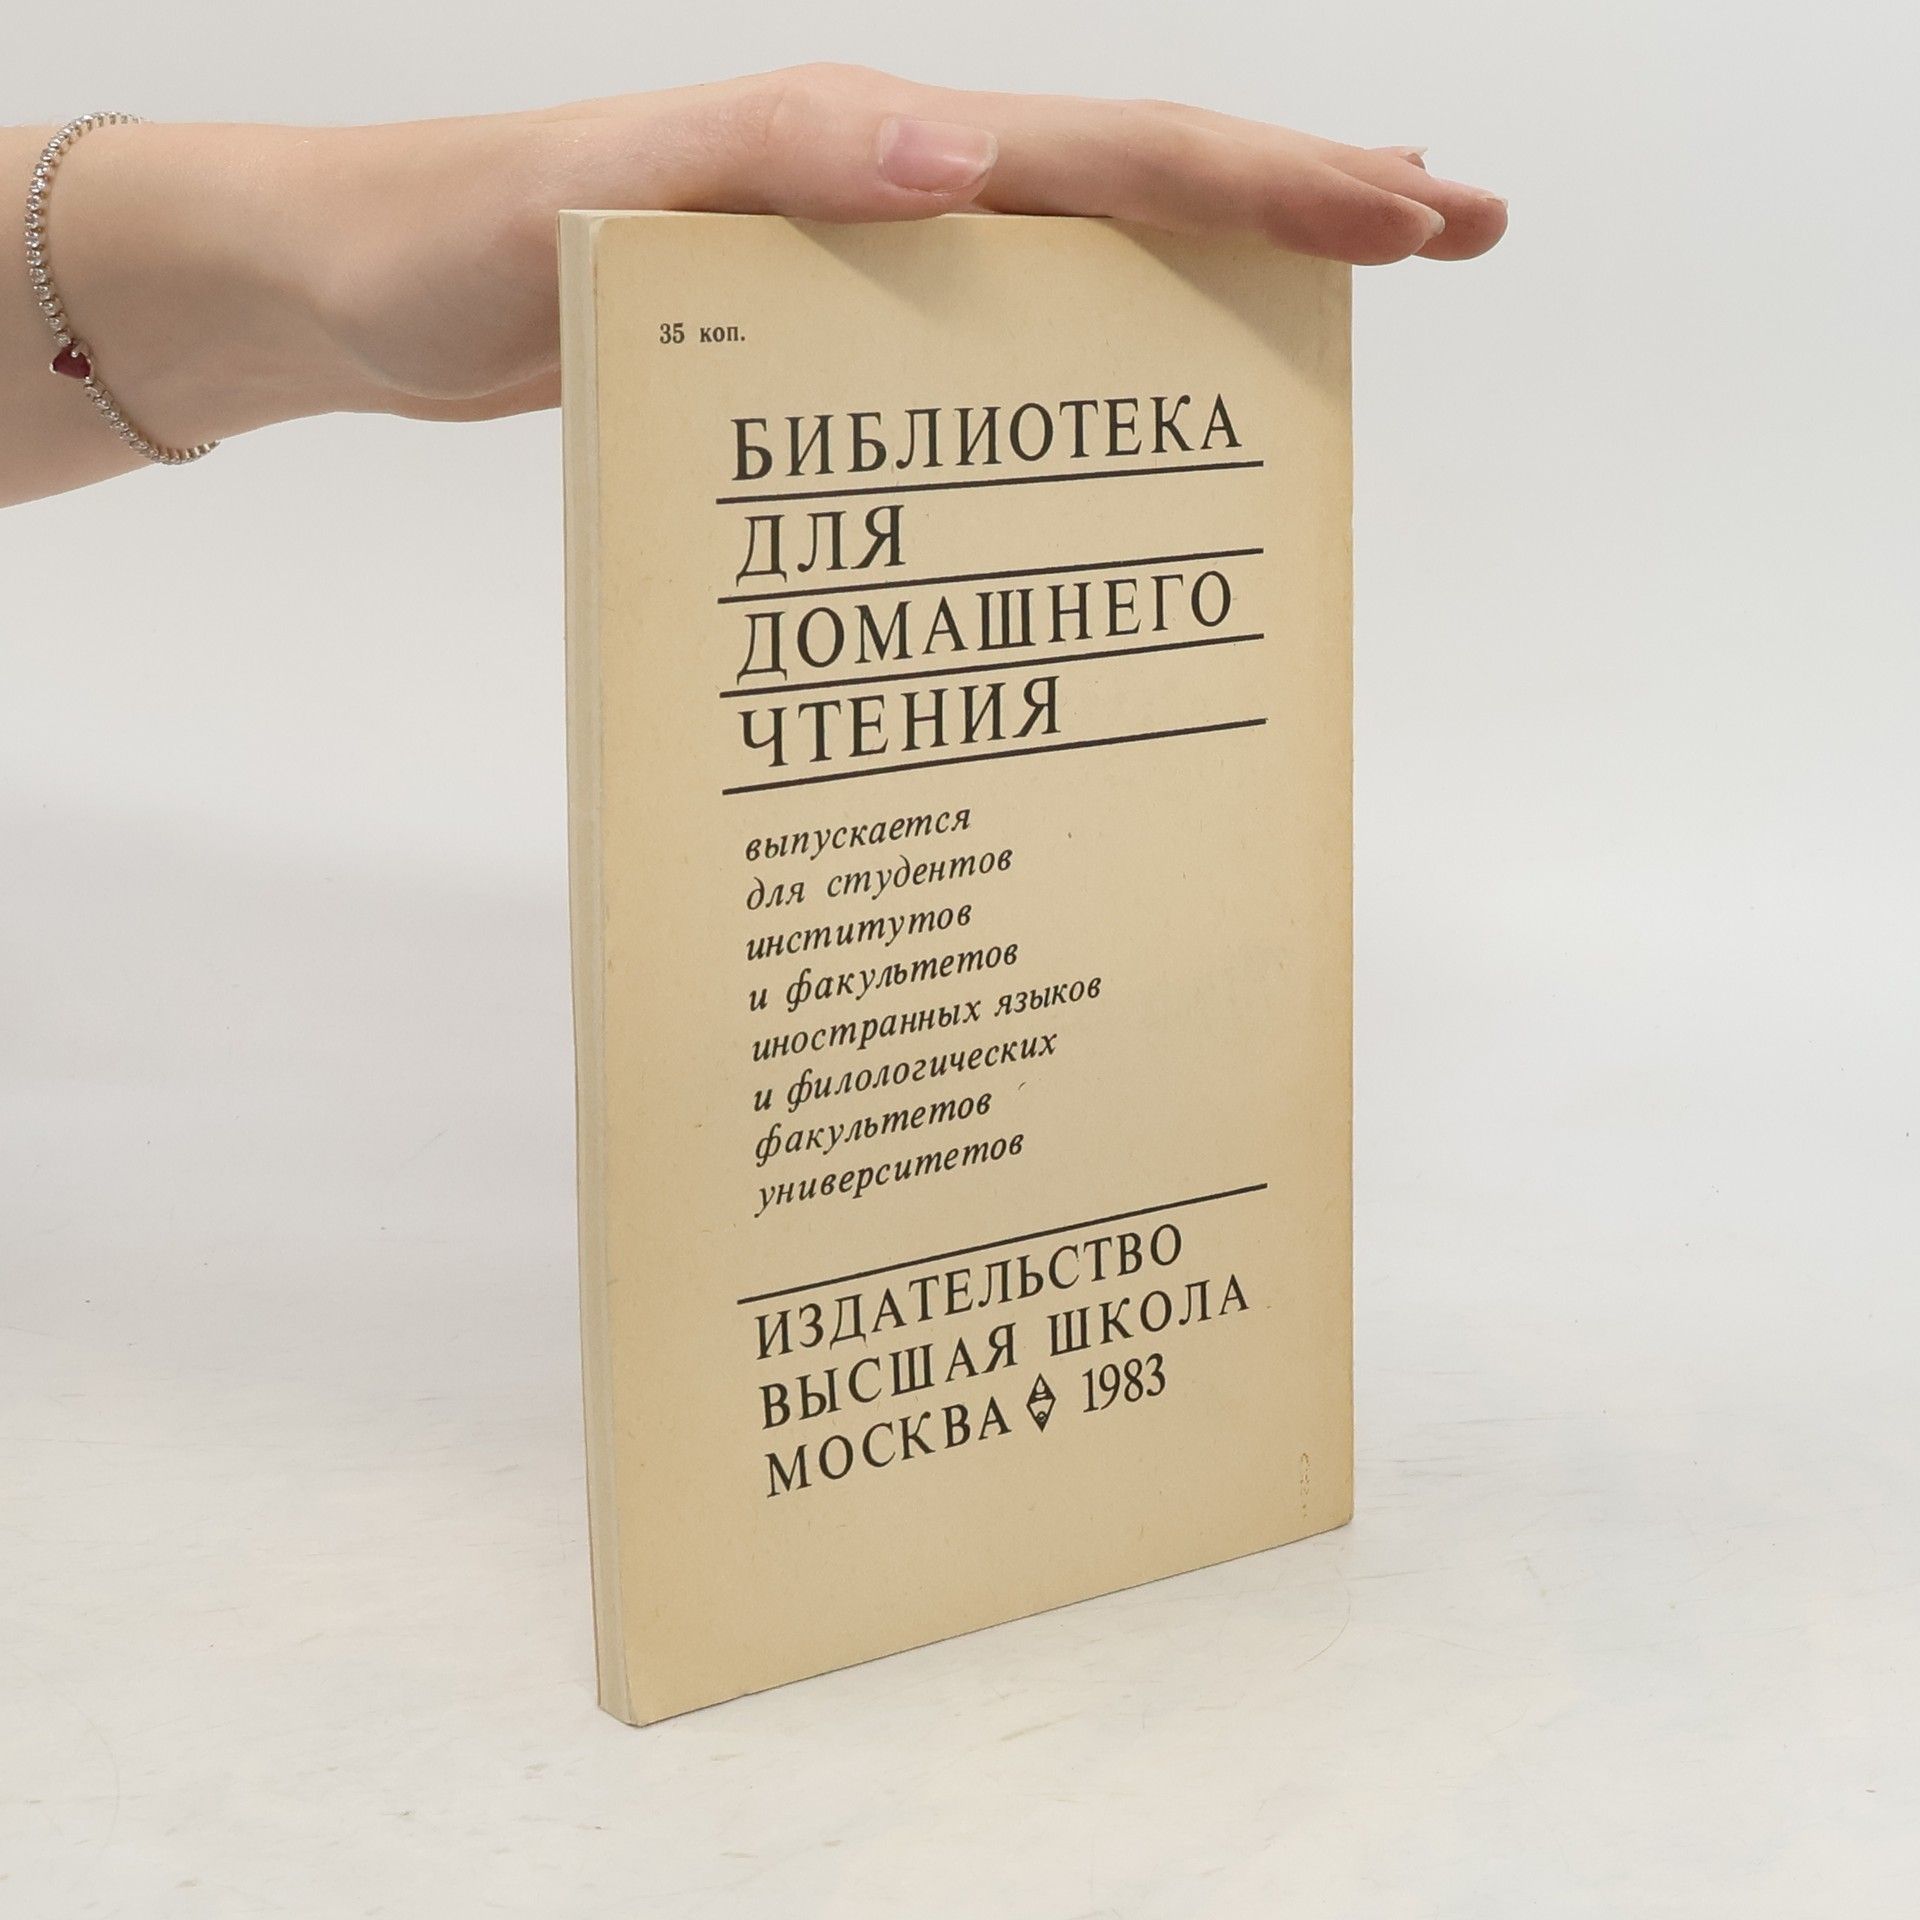 35 коп.
БИБЛИОТЕКА
ДЛЯ
ДОМАШНЕГО
ЧТЕНИЯ
выпускается
для студентов
институтов
и факультетов
иностранных языков
и филологических
факультетов
университетов
ИЗДАТЕЛЬСТВО
ВЫСШАЯ ШКОЛА
МОСКВА 1983